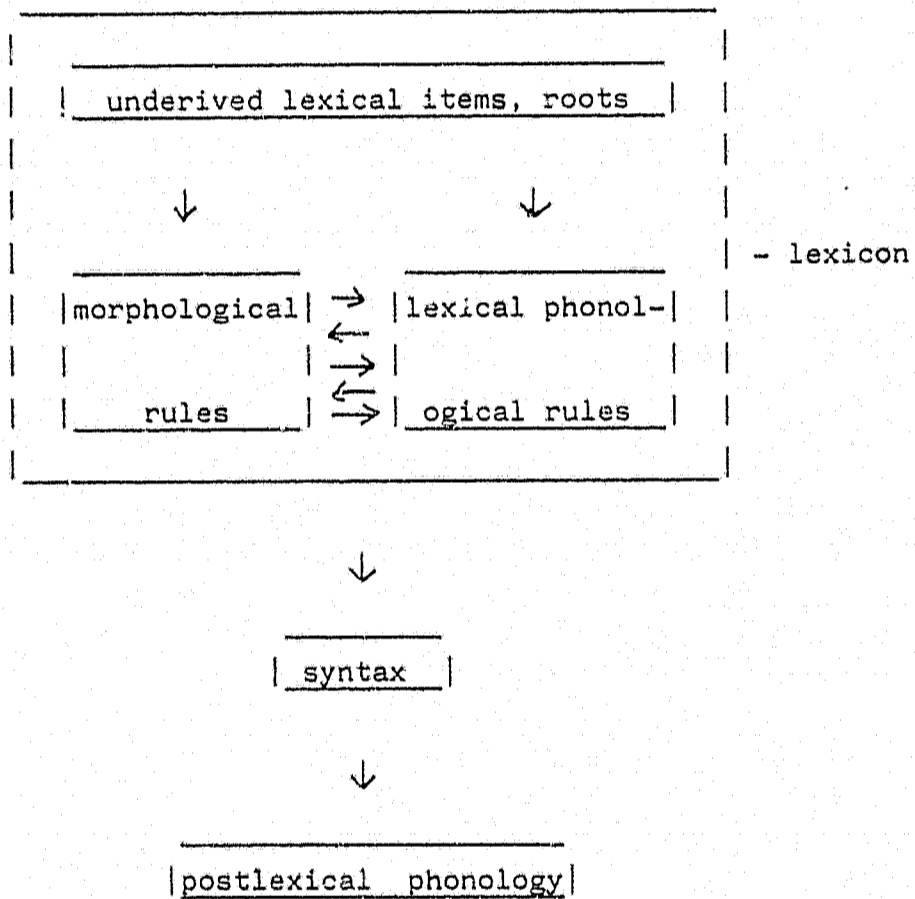 underived lexical items, roots
- lexicon
morphological lexical phonol-
rules ogical rules
syntax
postlexical phonology